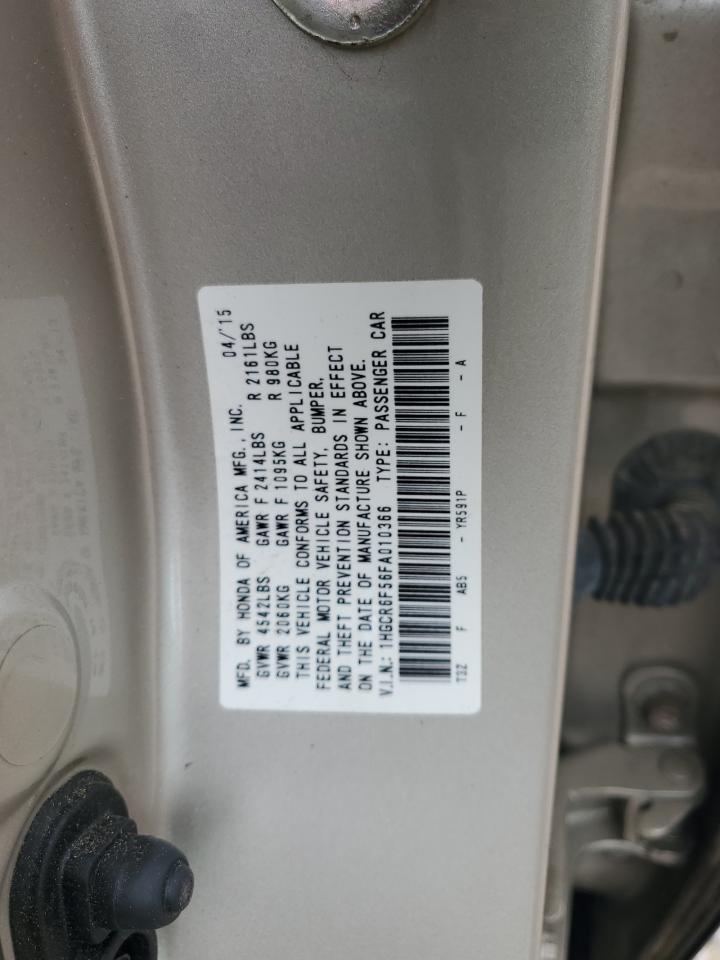 MFD. BY HONDA OF AMERICA MFG., INC. 04/'15
GVWR 4542LBS GAWR F 2414LBS R 2161LBS
GVWR 2060KG GAWR F 1095KG R 980KG
THIS VEHICLE CONFORMS TO ALL APPLICABLE
FEDERAL MOTOR VEHICLE SAFETY, BUMPER,
AND THEFT PREVENTION STANDARDS IN EFFECT
ON THE DATE OF MANUFACTURE SHOWN ABOVE.
V.I.N.: 1HGCR6F56FA010366 TYPE: PASSENGER CAR
T3Z F AB5 - YR591P - F - A